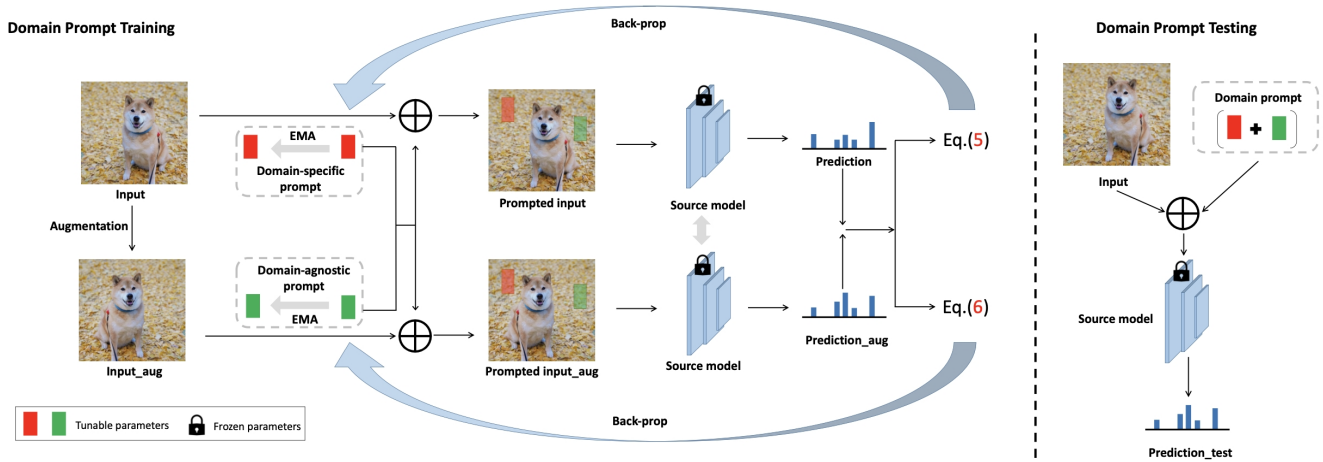 Back-prop
Domain Prompt Training
Domain Prompt Testing
Input
Augmentation
Input_aug
EMA
Domain-specific
prompt
Domain-agnostic
prompt
EMA
Prompted input
Prompted input_aug
Source model
Source model
Prediction
Prediction_aug
Eq.(5)
Eq.(6)
Back-prop
Tunable parameters
Frozen parameters
Domain prompt
Input
Source model
Prediction_test